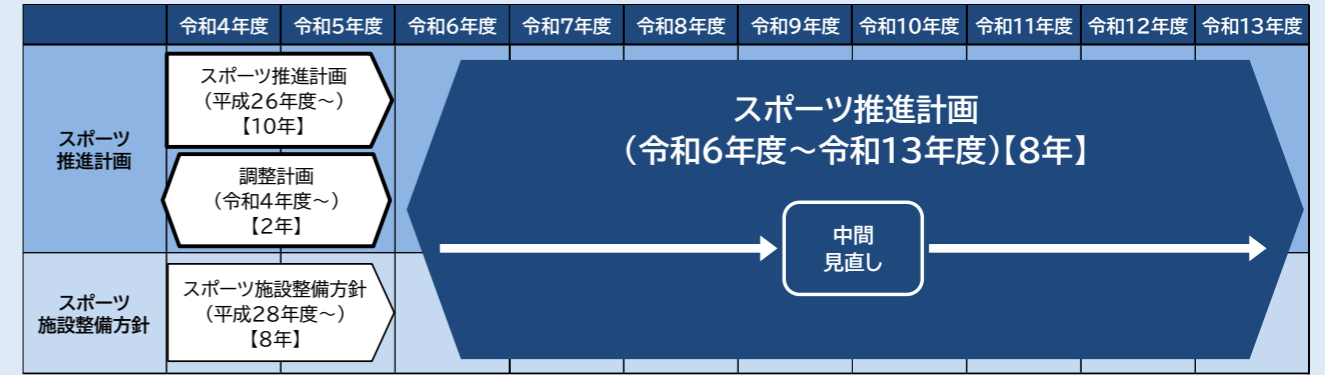 令和4年度 令和5年度 令和6年度 令和7年度 令和8年度 令和9年度 令和10年度 令和11年度 令和12年度 令和13年度
スポーツ
推進計画
スポーツ推進計画
（平成26年度～）
【10年】
調整計画
（令和4年度～）
【2年】
スポーツ推進計画
（令和6年度～令和13年度）【8年】
中間
見直し
スポーツ
施設整備方針
スポーツ施設整備方針
（平成28年度～）
【8年】